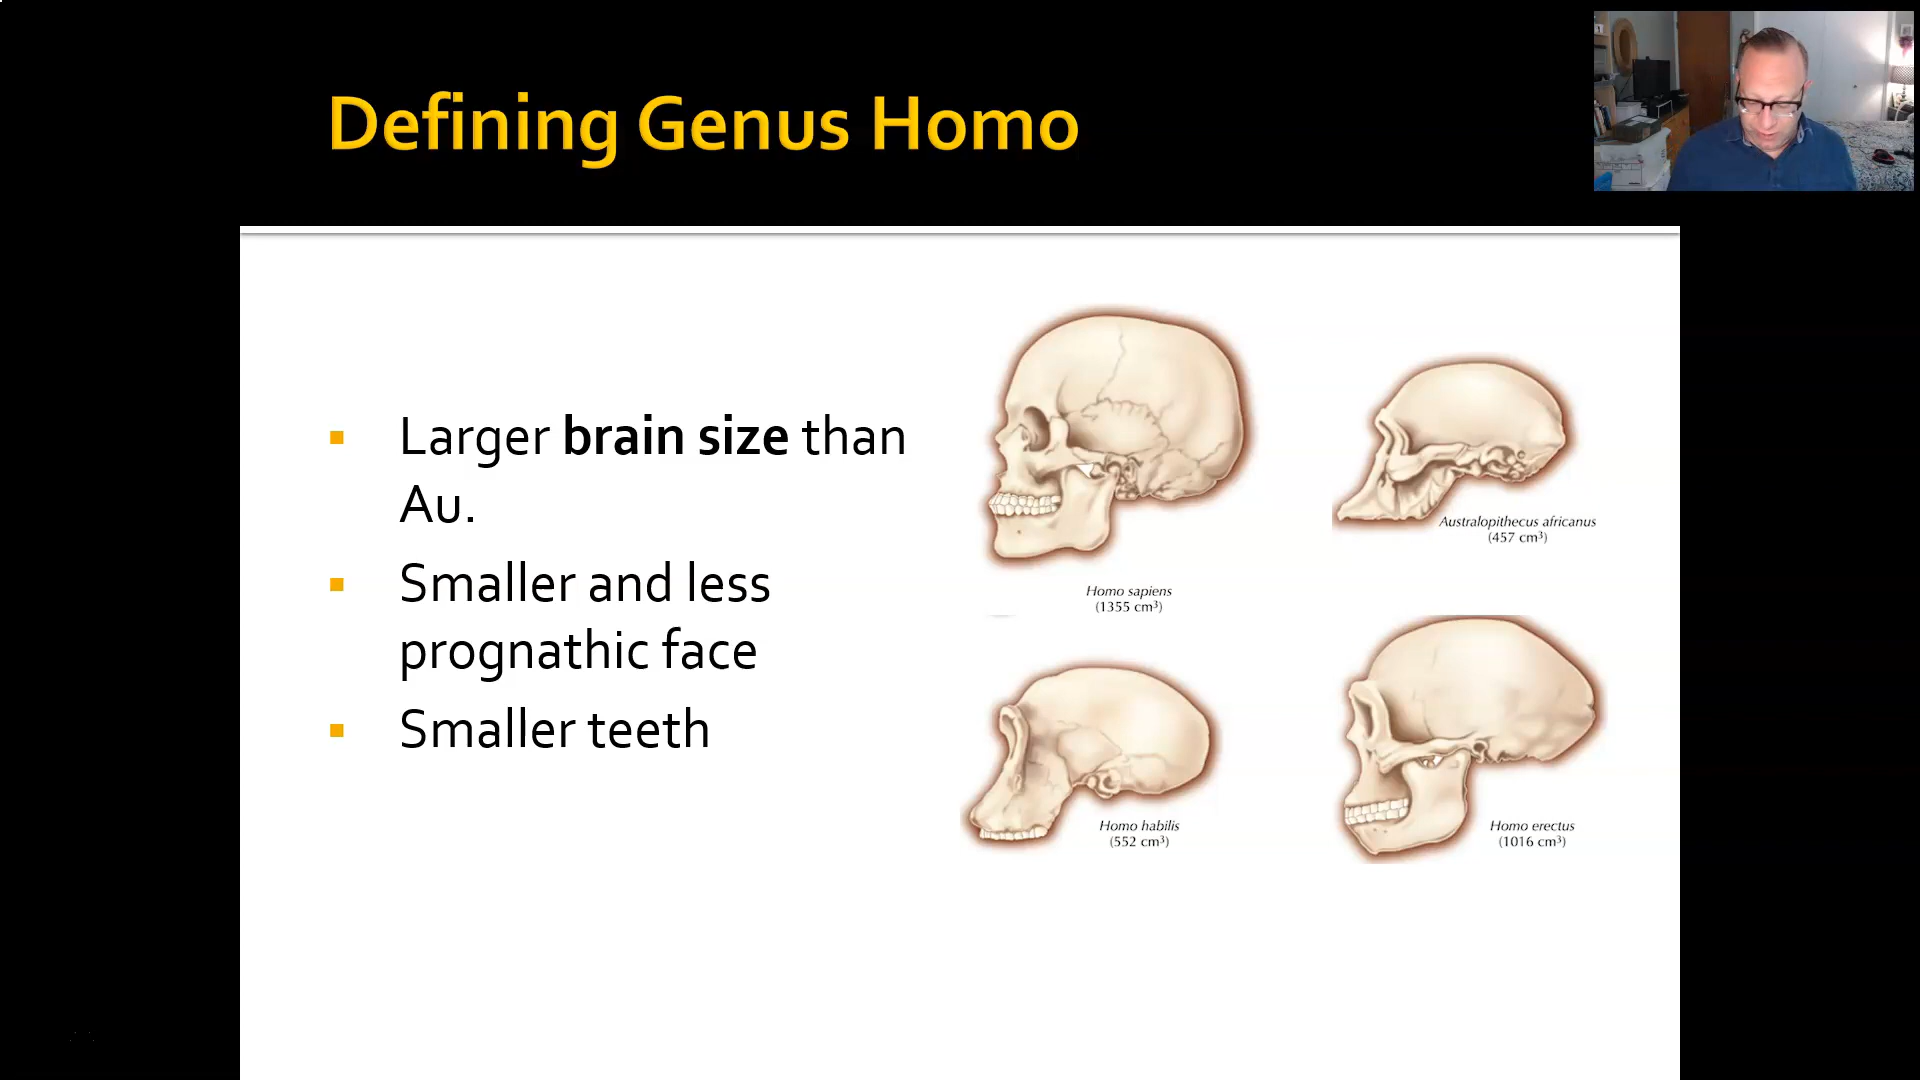 Defining Genus Homo
Larger brain size than
Au.
Smaller and less
prognathic face
Smaller teeth
Homo sapiens
(1355 cm³)
Australopithecus africanus
(457 cm³)
Homo habilis
(552 cm³)
Homo erectus
(1016 cm³)